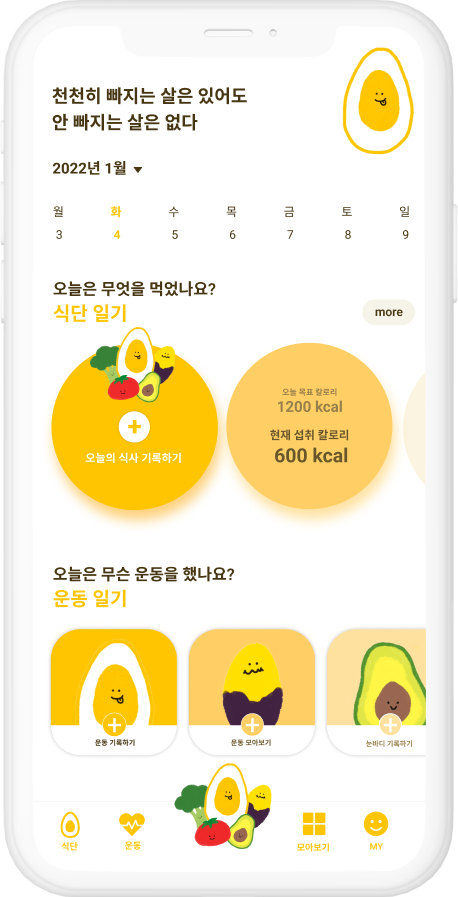 천천히 빠지는 살은 있어도
안 빠지는 살은 없다
2022년 1월
월 화 수 목 금 토 일
3 4 5 6 7 8 9
오늘은 무엇을 먹었나요?
식단 일기
more
오늘의 식사 기록하기
오늘 목표 칼로리
1200 kcal
현재 섭취 칼로리
600 kcal
오늘은 무슨 운동을 했나요?
운동 일기
운동 기록하기 운동 모아보기 눈바디 기록하기
식단 운동 모아보기 MY